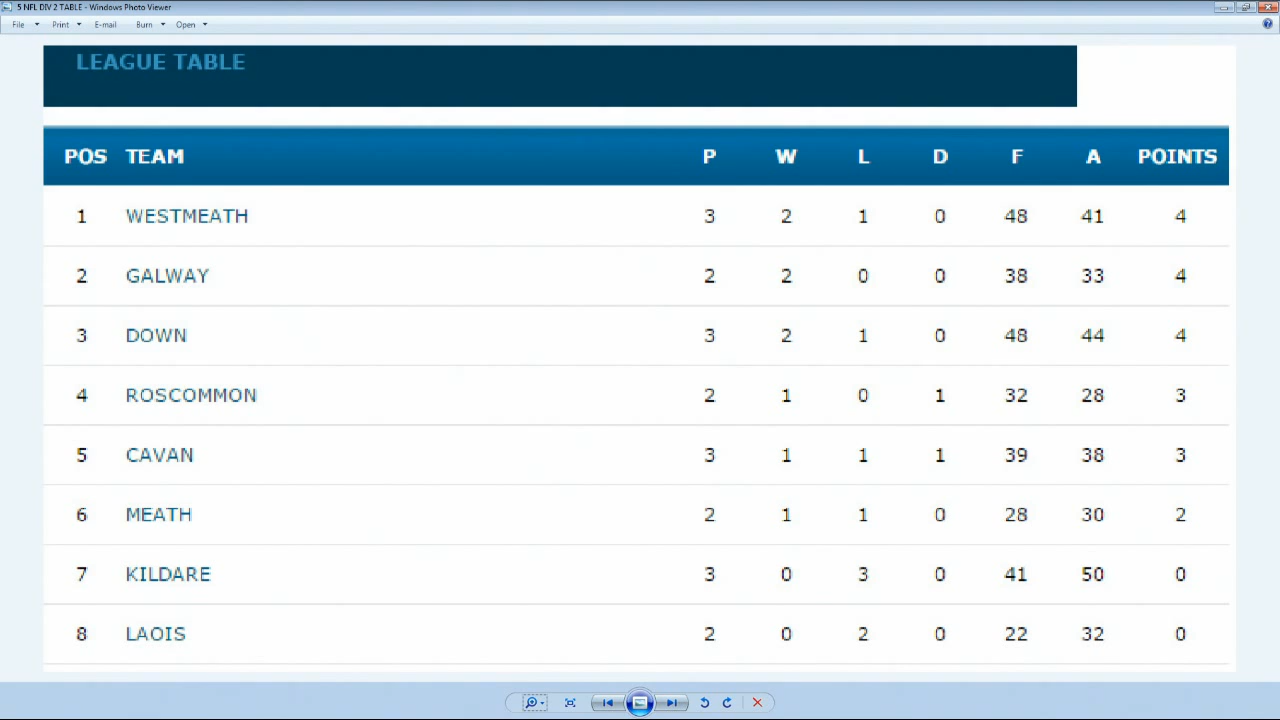 5 NFL DIV 2 TABLE - Windows Photo Viewer
File Print E-mail Burn Open
LEAGUE TABLE
POS TEAM P W L D F A POINTS
1 WESTMEATH 3 2 1 0 48 41 4
2 GALWAY 2 2 0 0 38 33 4
3 DOWN 3 2 1 0 48 44 4
4 ROSCOMMON 2 1 0 1 32 28 3
5 CAVAN 3 1 1 1 39 38 3
6 MEATH 2 1 1 0 28 30 2
7 KILDARE 3 0 3 0 41 50 0
8 LAOIS 2 0 2 0 22 32 0